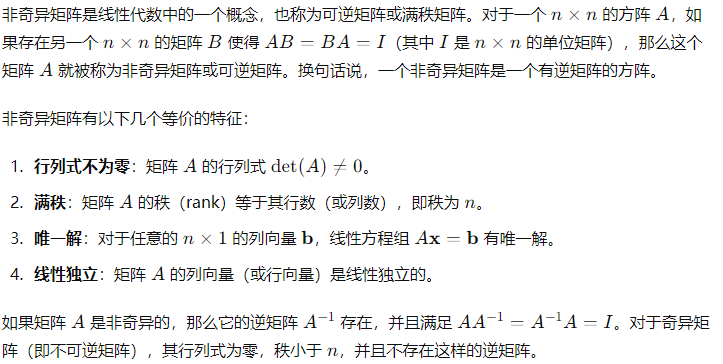 非奇异矩阵是线性代数中的一个概念，也称为可逆矩阵或满秩矩阵。对于一个 n × n 的方阵 A，如
果存在另一个 n × n 的矩阵 B 使得 AB = BA = I（其中 I 是 n × n 的单位矩阵），那么这个
矩阵 A 就被称为非奇异矩阵或可逆矩阵。换句话说，一个非奇异矩阵是一个有逆矩阵的方阵。
非奇异矩阵有以下几个等价的特征：
1. 行列式不为零：矩阵 A 的行列式 det(A) ≠ 0。
2. 满秩：矩阵 A 的秩（rank）等于其行数（或列数），即秩为 n。
3. 唯一解：对于任意的 n × 1 的列向量 b，线性方程组 Ax = b 有唯一解。
4. 线性独立：矩阵 A 的列向量（或行向量）是线性独立的。
如果矩阵 A 是非奇异的，那么它的逆矩阵 A⁻¹ 存在，并且满足 AA⁻¹ = A⁻¹A = I。对于奇异矩
阵（即不可逆矩阵），其行列式为零，秩小于 n，并且不存在这样的逆矩阵。